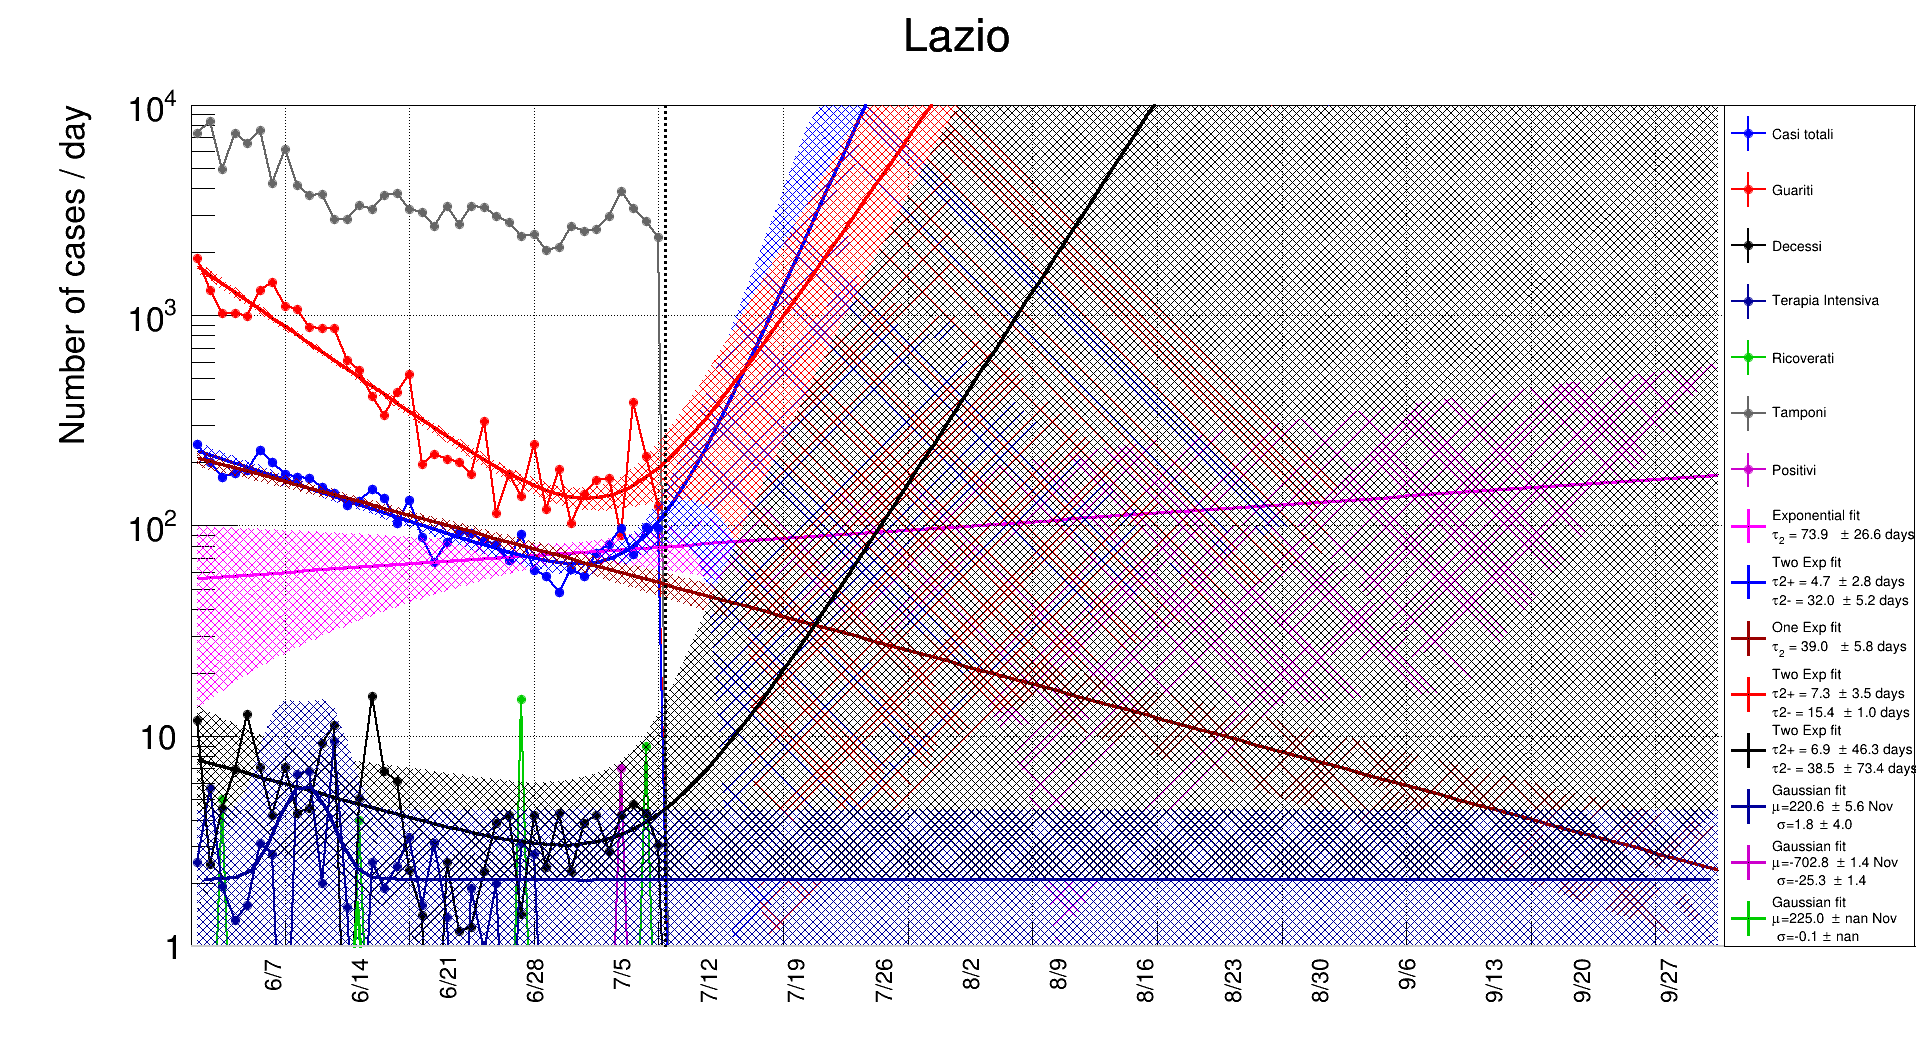 Lazio
Number of cases / day
10^4
10^3
10^2
10
1
6/7
6/14
6/21
6/28
7/5
7/12
7/19
7/26
8/2
8/9
8/16
8/23
8/30
9/6
9/13
9/20
9/27
Casi totali
Guariti
Decessi
Terapia Intensiva
Ricoverati
Tamponi
Positivi
Exponential fit
τ₂ = 73.9 ± 26.6 days
Two Exp fit
τ2+ = 4.7 ± 2.8 days
τ2- = 32.0 ± 5.2 days
One Exp fit
τ₂ = 39.0 ± 5.8 days
Two Exp fit
τ2+ = 7.3 ± 3.5 days
τ2- = 15.4 ± 1.0 days
Two Exp fit
τ2+ = 6.9 ± 46.3 days
τ2- = 38.5 ± 73.4 days
Gaussian fit
μ=220.6 ± 5.6 Nov
σ=1.8 ± 4.0
Gaussian fit
μ=-702.8 ± 1.4 Nov
σ=-25.3 ± 1.4
Gaussian fit
μ=225.0 ± nan Nov
σ=-0.1 ± nan